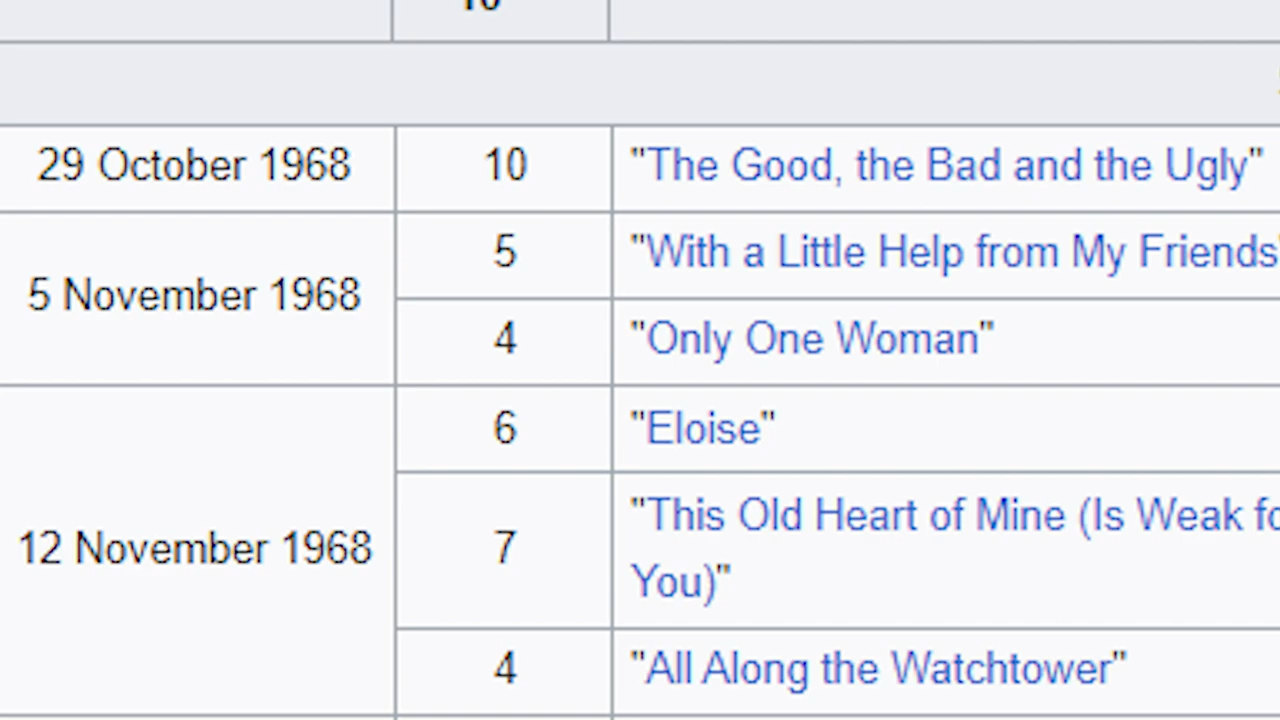 10
29 October 1968 10 "The Good, the Bad and the Ugly"
5 "With a Little Help from My Friends"
5 November 1968
4 "Only One Woman"
6 "Eloise"
"This Old Heart of Mine (Is Weak
12 November 1968 7
You)"
4 "All Along the Watchtower"